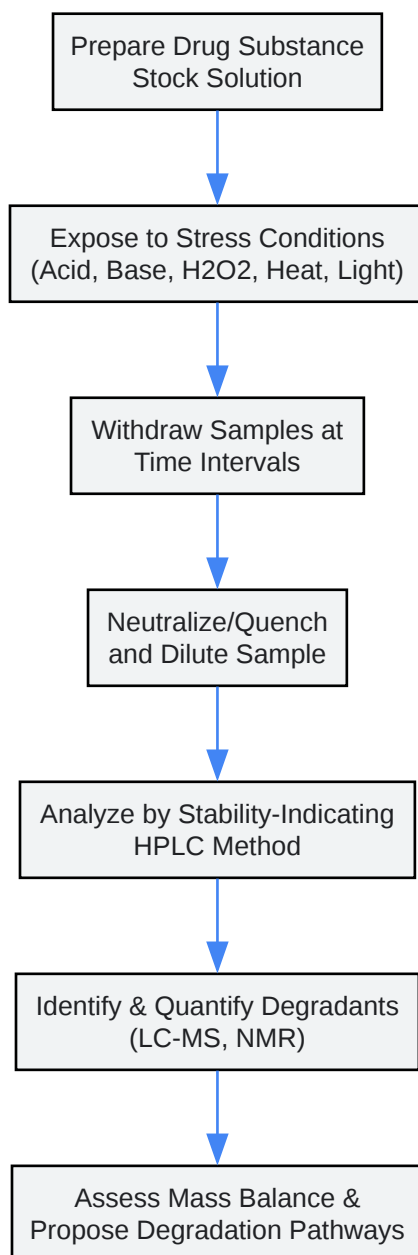 Prepare Drug Substance
Stock Solution
Expose to Stress Conditions
(Acid, Base, H2O2, Heat, Light)
Withdraw Samples at
Time Intervals
Neutralize/Quench
and Dilute Sample
Analyze by Stability-Indicating
HPLC Method
Identify & Quantify Degradants
(LC-MS, NMR)
Assess Mass Balance &
Propose Degradation Pathways